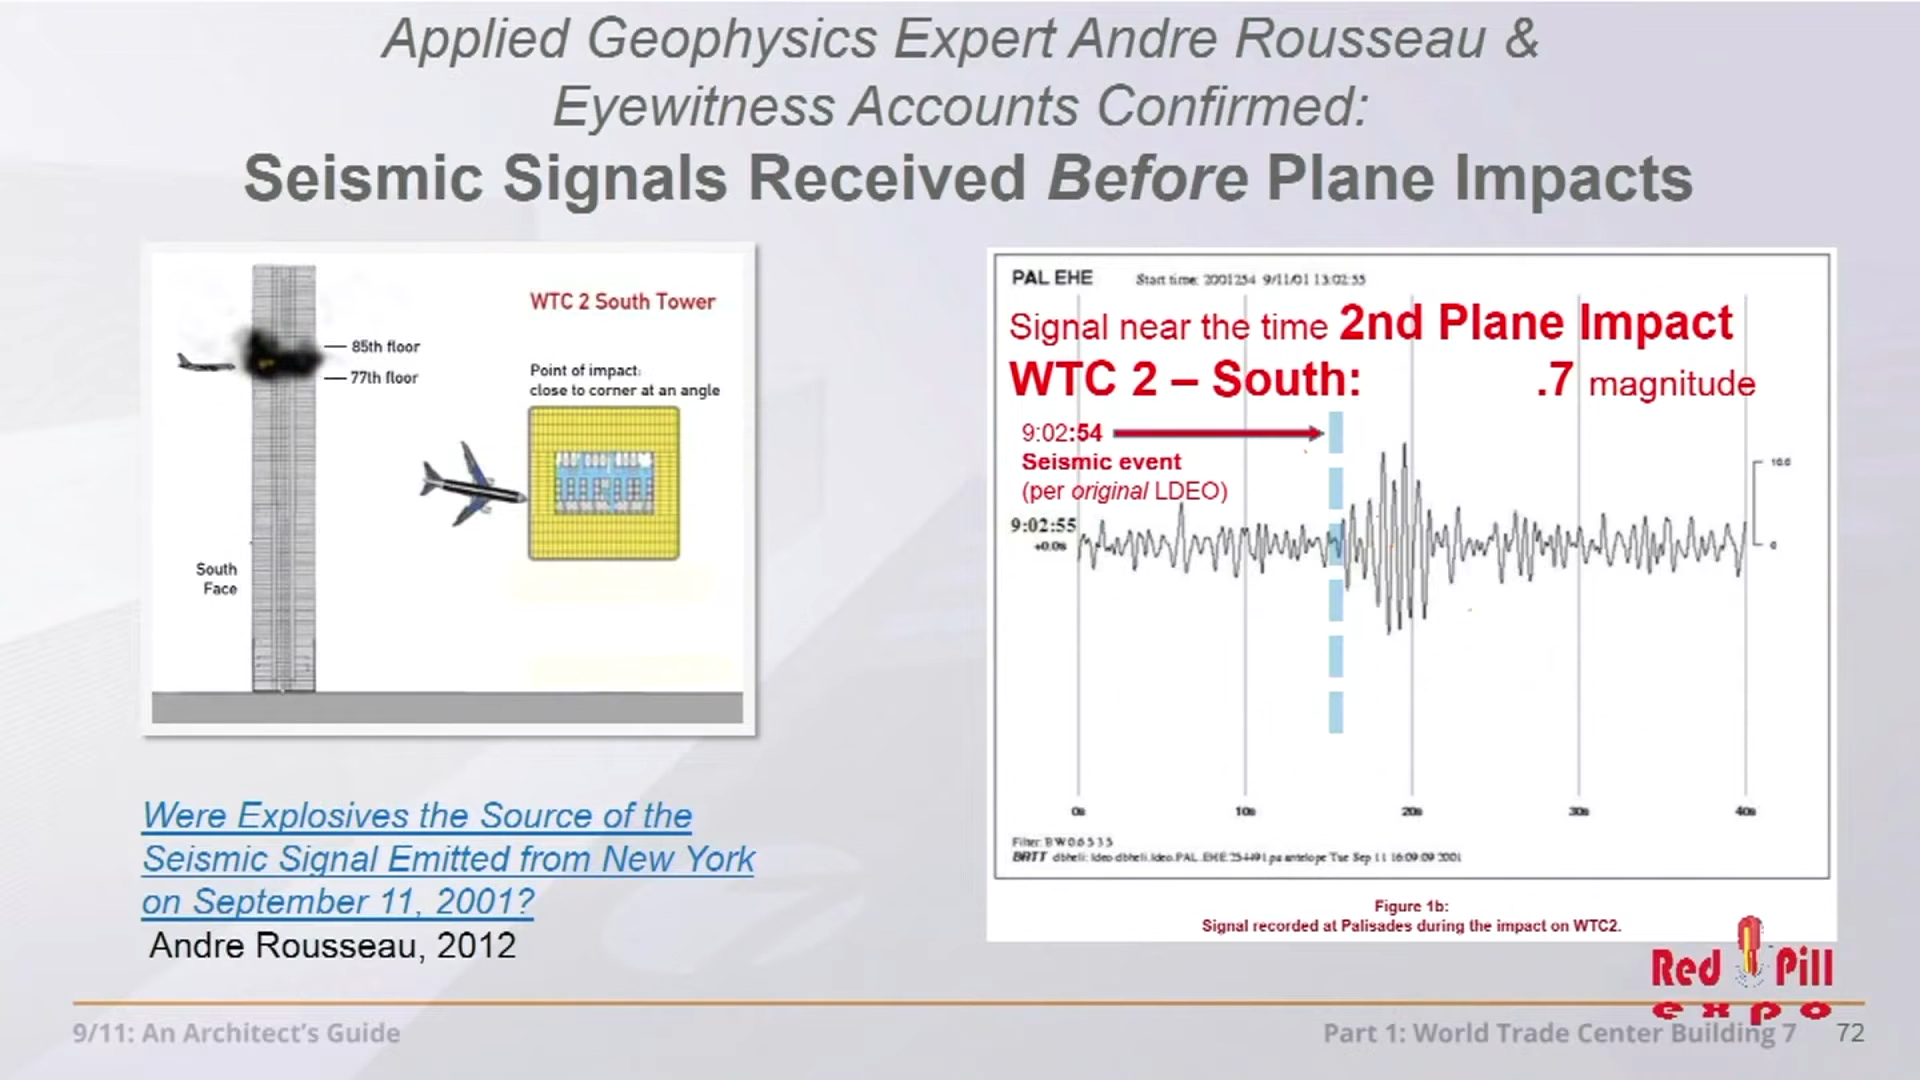 Applied Geophysics Expert Andre Rousseau &
Eyewitness Accounts Confirmed:
Seismic Signals Received Before Plane Impacts
WTC 2 South Tower
85th floor
77th floor
Point of impact:
close to corner at an angle
South
Face
PAL EHE
Start time: 2001254 9/11/01 13:02:55
Signal near the time 2nd Plane Impact
WTC 2 – South: .7 magnitude
9:02:54
Seismic event
(per original LDEO)
9:02:55
+0.0s
10.0
0
0s
10s
20s
30s
40s
Filter: BW 0.6 5 3 5
BRTT dbheli: ldeo dbheli.ldeo.PAL.EHE.254491.ps antelope Tue Sep 11 16:09:09 2001
Figure 1b:
Signal recorded at Palisades during the impact on WTC2.
Were Explosives the Source of the
Seismic Signal Emitted from New York
on September 11, 2001?
Andre Rousseau, 2012
Red Pill
expo
9/11: An Architect's Guide
Part 1: World Trade Center Building 7
72